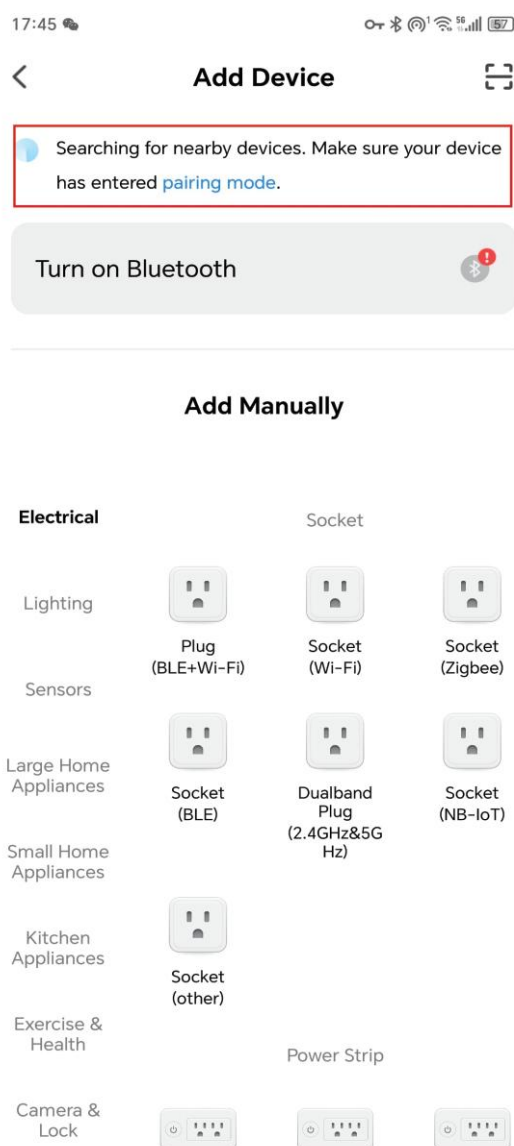 17:45
5G
57
Add Device
Searching for nearby devices. Make sure your device
has entered pairing mode.
Turn on Bluetooth
Add Manually
Electrical
Socket
Lighting
Plug
(BLE+Wi-Fi)
Socket
(Wi-Fi)
Socket
(Zigbee)
Sensors
Large Home
Appliances
Socket
(BLE)
Dualband
Plug
(2.4GHz&5G
Hz)
Socket
(NB-IoT)
Small Home
Appliances
Kitchen
Appliances
Socket
(other)
Exercise &
Health
Power Strip
Camera &
Lock